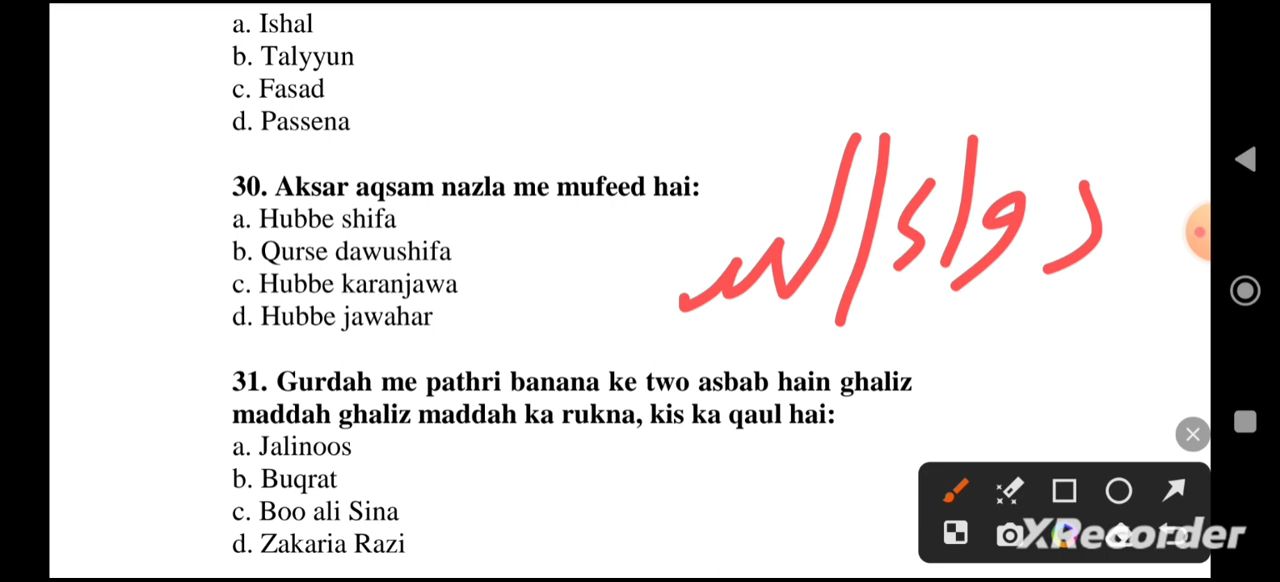 a. Ishal
b. Talyyun
c. Fasad
d. Passena
30. Aksar aqsam nazla me mufeed hai:
a. Hubbe shifa
b. Qurse dawushifa
c. Hubbe karanjawa
d. Hubbe jawahar
31. Gurdah me pathri banana ke two asbab hain ghaliz
maddah ghaliz maddah ka rukna, kis ka qaul hai:
a. Jalinoos
b. Buqrat
c. Boo ali Sina
d. Zakaria Razi
XRecorder